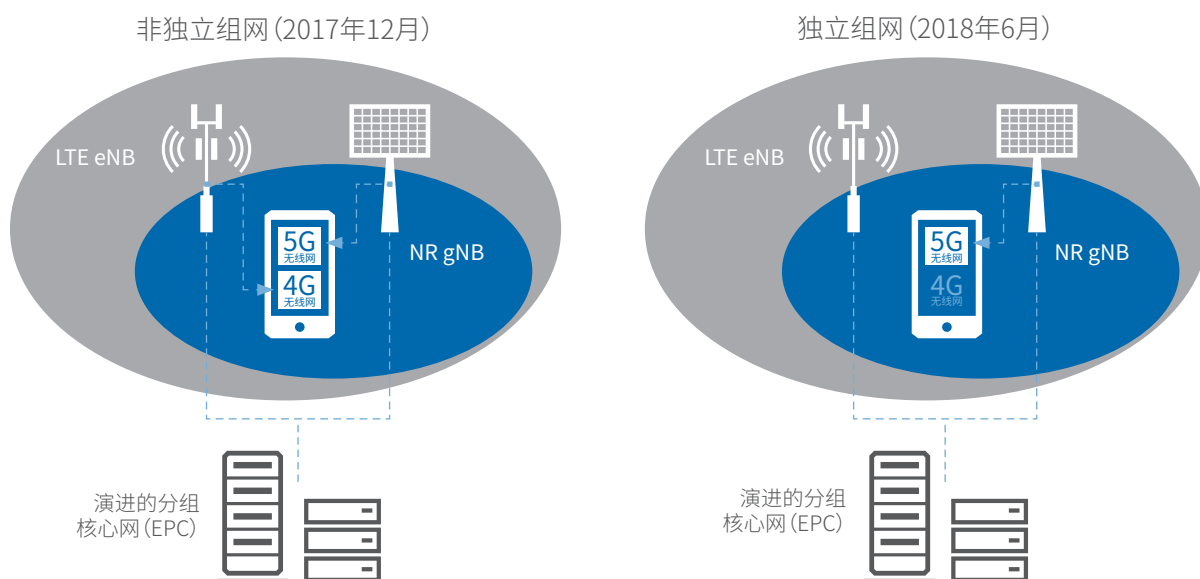 非独立组网(2017年12月)
LTE eNB
5G
无线网
4G
无线网
NR gNB
演进的分组
核心网(EPC)
独立组网(2018年6月)
LTE eNB
5G
无线网
4G
无线网
NR gNB
演进的分组
核心网(EPC)